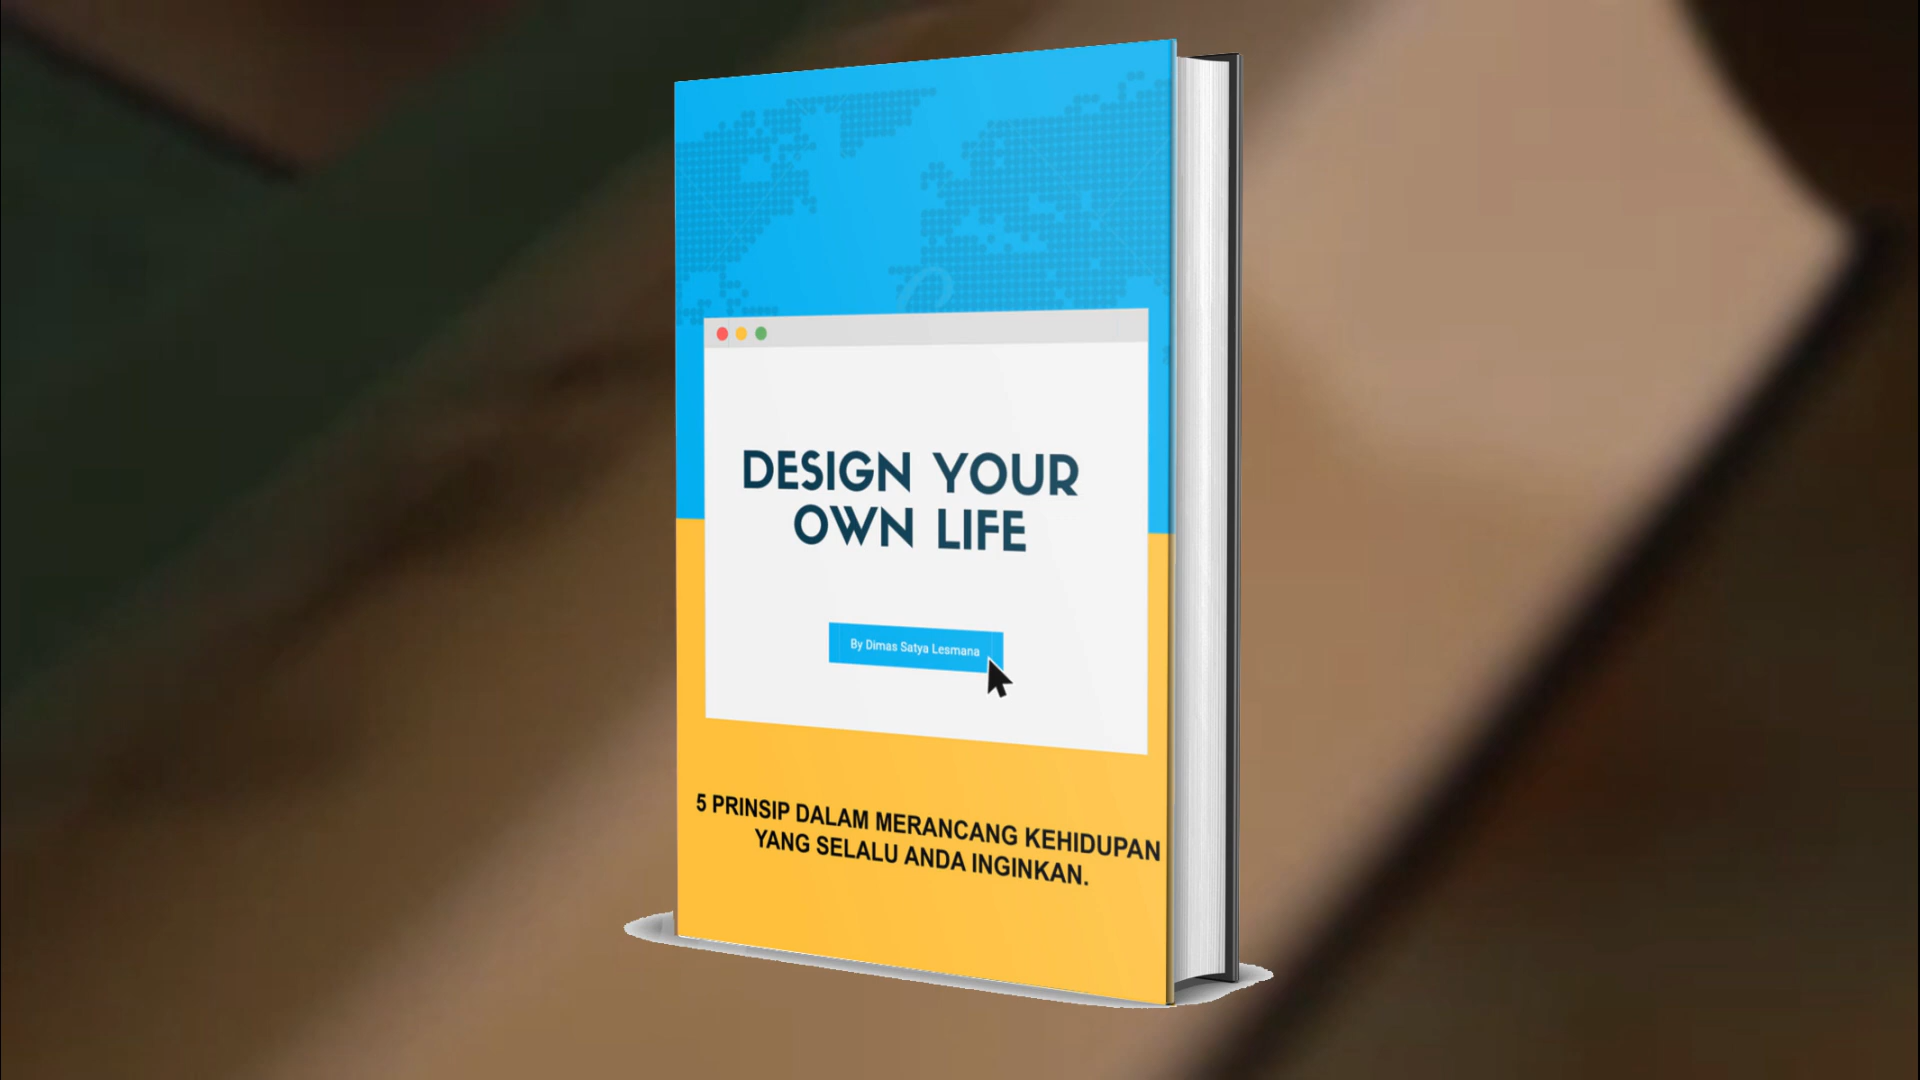 DESIGN YOUR
OWN LIFE
By Dimas Satya Lesmana
5 PRINSIP DALAM MERANCANG KEHIDUPAN
YANG SELALU ANDA INGINKAN.